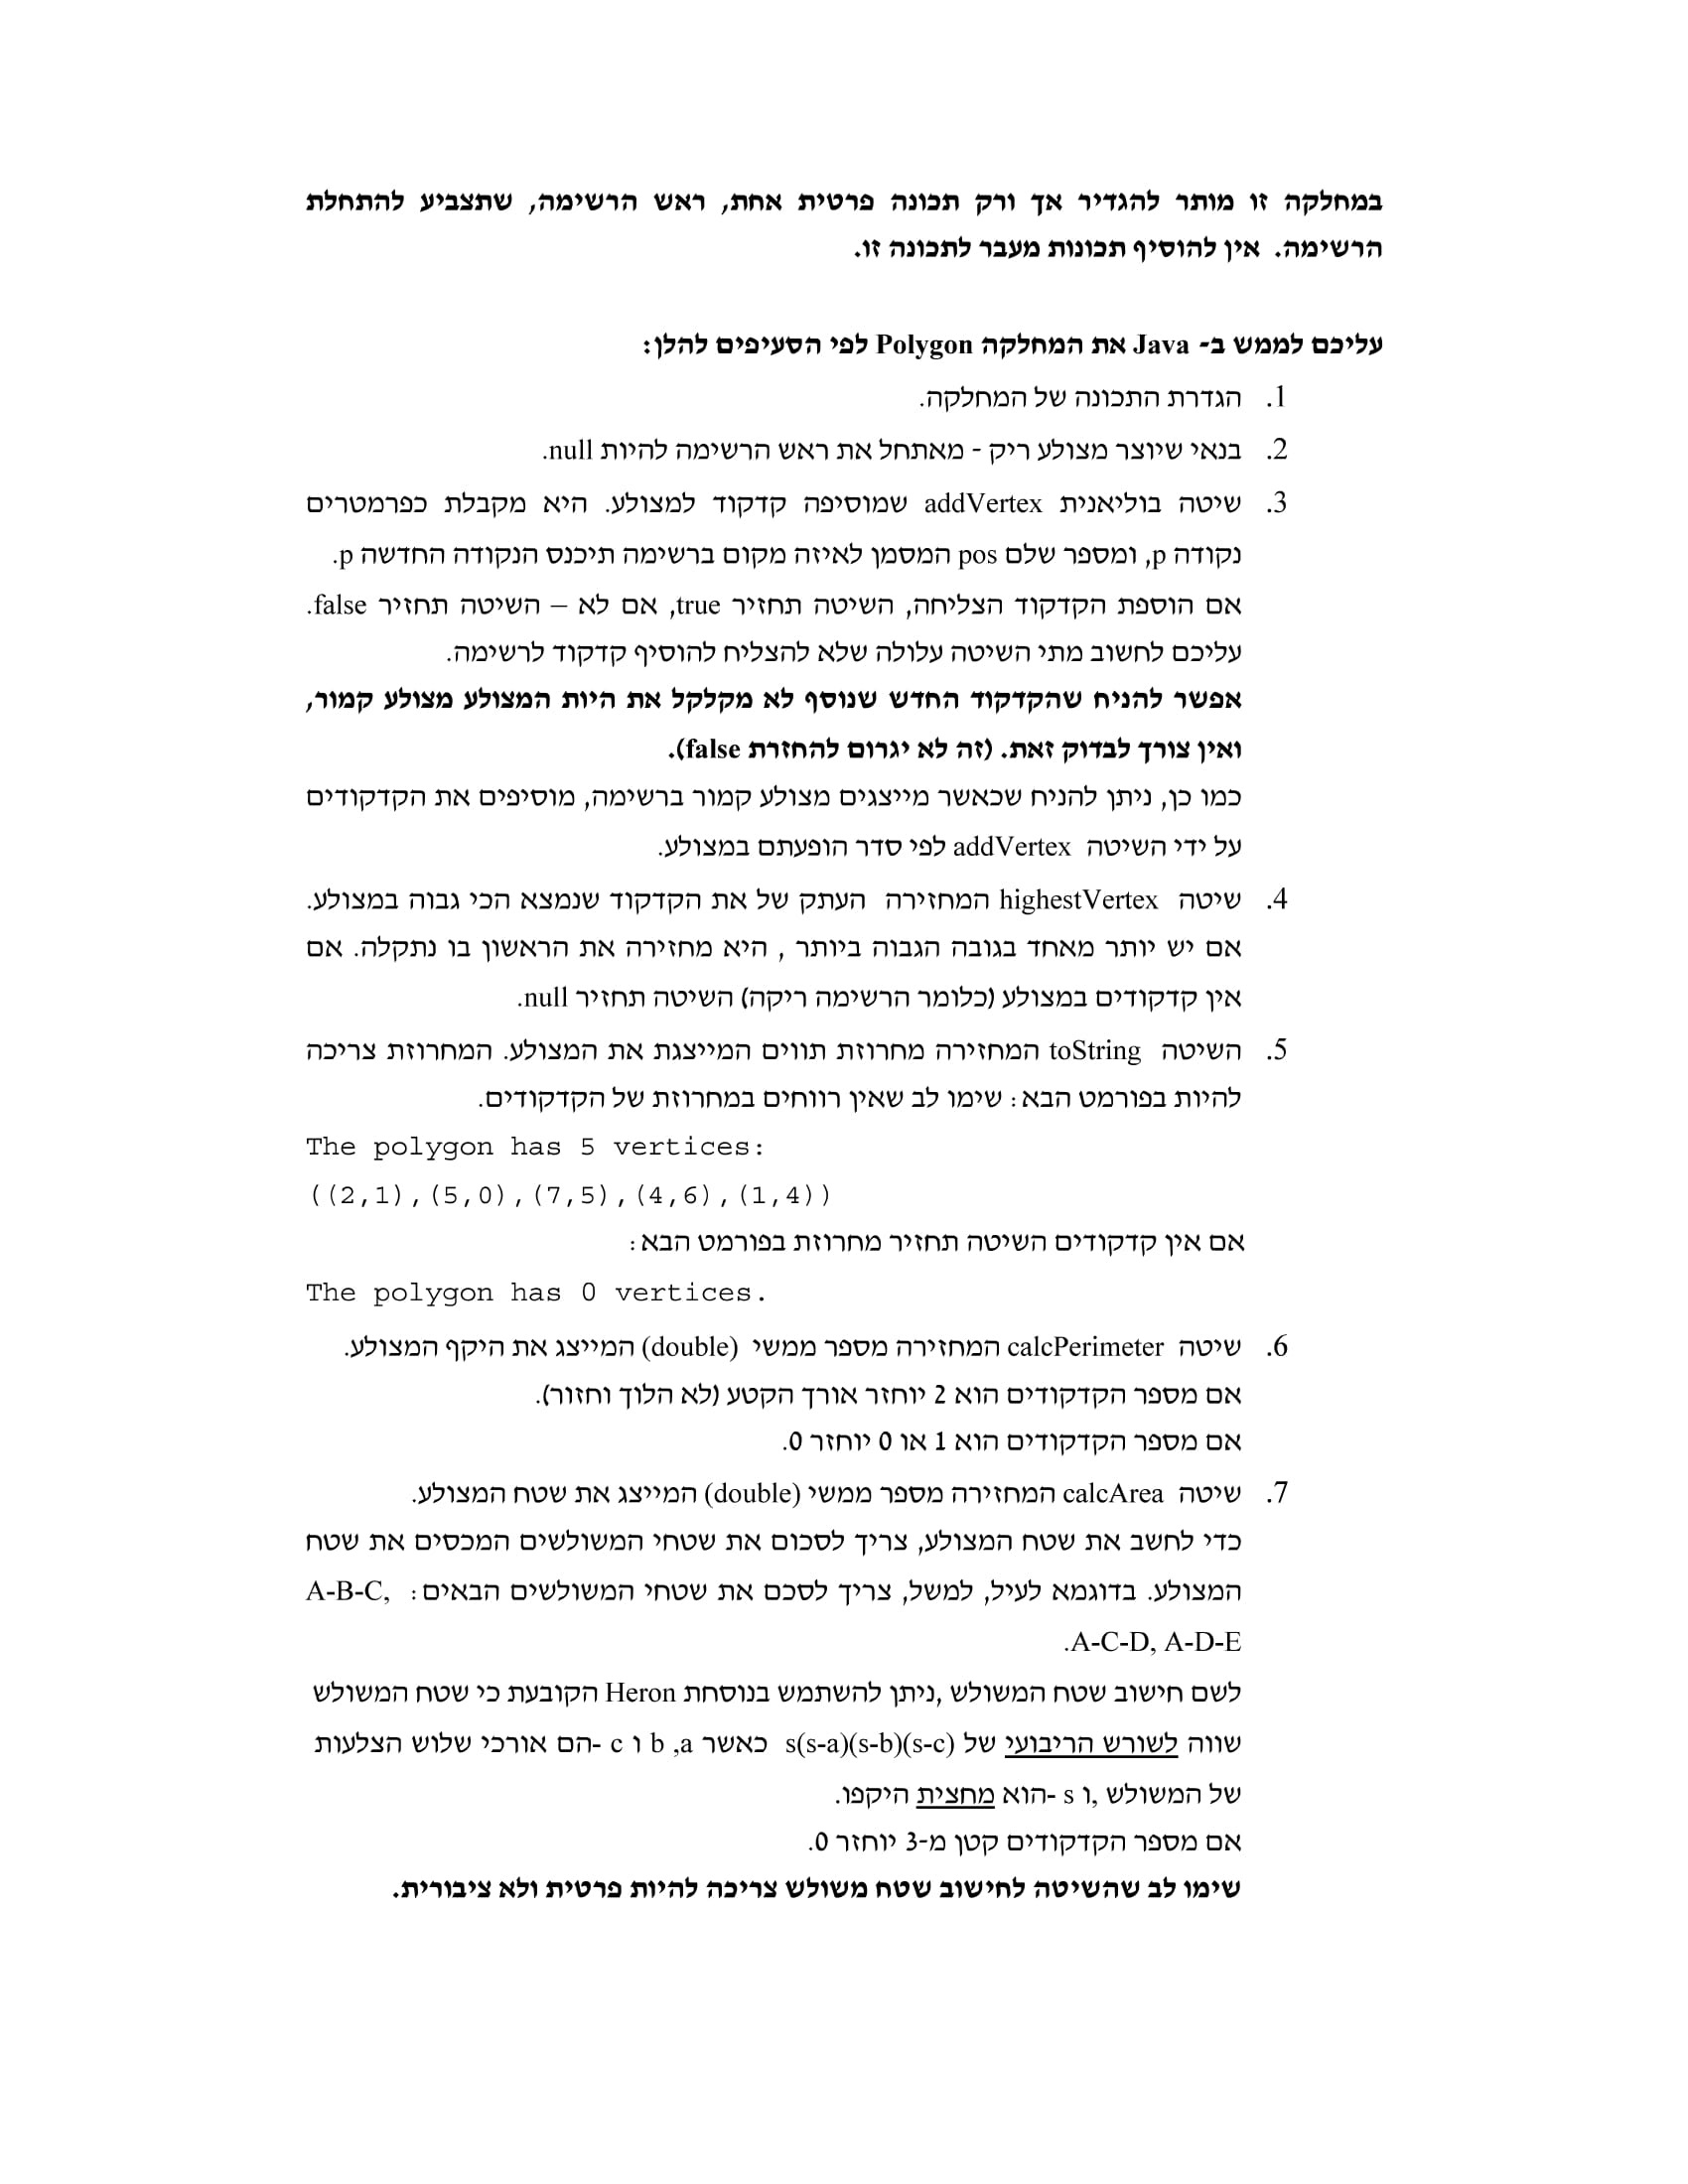 במחלקה זו מותר להגדיר אך ורק תכונה פרטית אחת, ראש הרשימה, שתצביע להתחלת
הרשימה. אין להוסיף תכונות מעבר לתכונה זו.
עליכם לממש ב- Java את המחלקה Polygon לפי הסעיפים להלן:
1. הגדרת התכונה של המחלקה.
2. בנאי שיוצר מצולע ריק - מאתחל את ראש הרשימה להיות null.
3. שיטה בוליאנית addVertex שמוסיפה קדקוד למצולע. היא מקבלת כפרמטרים
נקודה p, ומספר שלם pos המסמן לאיזה מקום ברשימה תיכנס הנקודה החדשה p.
אם הוספת הקדקוד הצליחה, השיטה תחזיר true, אם לא – השיטה תחזיר false.
עליכם לחשוב מתי השיטה עלולה שלא להצליח להוסיף קדקוד לרשימה.
אפשר להניח שהקדקוד החדש שנוסף לא מקלקל את היות המצולע מצולע קמור,
ואין צורך לבדוק זאת. (זה לא יגרום להחזרת false).
כמו כן, ניתן להניח שכאשר מייצגים מצולע קמור ברשימה, מוסיפים את הקדקודים
על ידי השיטה addVertex לפי סדר הופעתם במצולע.
4. שיטה highestVertex המחזירה העתק של את הקדקוד שנמצא הכי גבוה במצולע.
אם יש יותר מאחד בגובה הגבוה ביותר , היא מחזירה את הראשון בו נתקלה. אם
אין קדקודים במצולע (כלומר הרשימה ריקה) השיטה תחזיר null.
5. השיטה toString המחזירה מחרוזת תווים המייצגת את המצולע. המחרוזת צריכה
להיות בפורמט הבא: שימו לב שאין רווחים במחרוזת של הקדקודים.
The polygon has 5 vertices:
((2,1),(5,0),(7,5),(4,6),(1,4))
אם אין קדקודים השיטה תחזיר מחרוזת בפורמט הבא:
The polygon has 0 vertices.
6. שיטה calcPerimeter המחזירה מספר ממשי (double) המייצג את היקף המצולע.
אם מספר הקדקודים הוא 2 יוחזר אורך הקטע (לא הלוך וחזור).
אם מספר הקדקודים הוא 1 או 0 יוחזר 0.
7. שיטה calcArea המחזירה מספר ממשי (double) המייצג את שטח המצולע.
כדי לחשב את שטח המצולע, צריך לסכום את שטחי המשולשים המכסים את שטח
המצולע. בדוגמא לעיל, למשל, צריך לסכם את שטחי המשולשים הבאים: A-B-C,
A-C-D, A-D-E.
לשם חישוב שטח המשולש ,ניתן להשתמש בנוסחת Heron הקובעת כי שטח המשולש
שווה לשורש הריבועי של s(s-a)(s-b)(s-c) כאשר b ,a ו c -הם אורכי שלוש הצלעות
של המשולש ,ו s -הוא מחצית היקפו.
אם מספר הקדקודים קטן מ-3 יוחזר 0.
שימו לב שהשיטה לחישוב שטח משולש צריכה להיות פרטית ולא ציבורית.